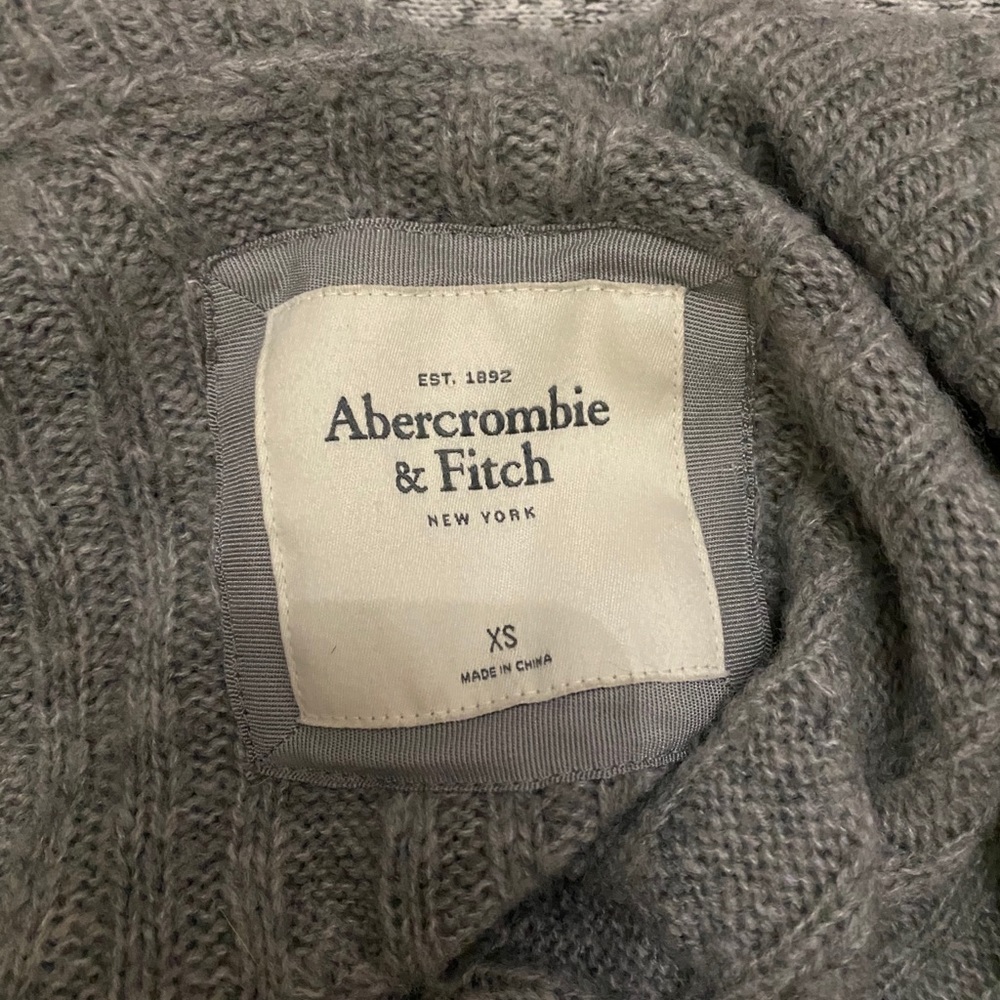 EST. 1892
Abercrombie
& Fitch
NEW YORK
XS
MADE IN CHINA